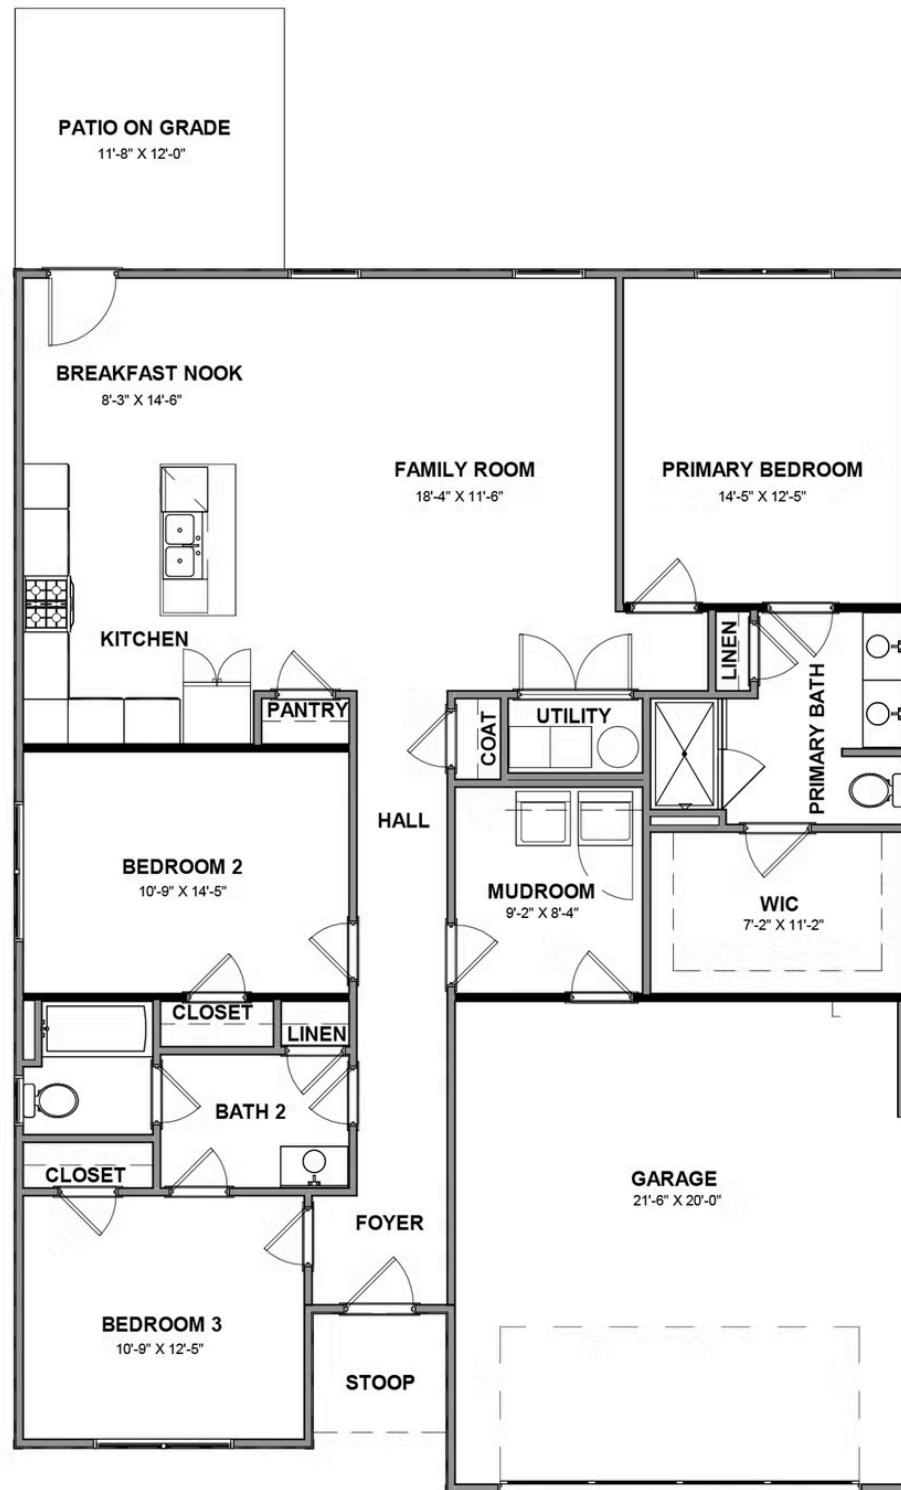 PATIO ON GRADE
11'-8" X 12'-0"
BREAKFAST NOOK
8'-3" X 14'-6"
FAMILY ROOM
18'-4" X 11'-6"
PRIMARY BEDROOM
14'-5" X 12'-5"
KITCHEN
LINEN
PRIMARY BATH
PANTRY
COAT
UTILITY
HALL
BEDROOM 2
10'-9" X 14'-5"
MUDROOM
9'-2" X 8'-4"
WIC
7'-2" X 11'-2"
CLOSET
LINEN
BATH 2
CLOSET
GARAGE
21'-6" X 20'-0"
FOYER
BEDROOM 3
10'-9" X 12'-5"
STOOP